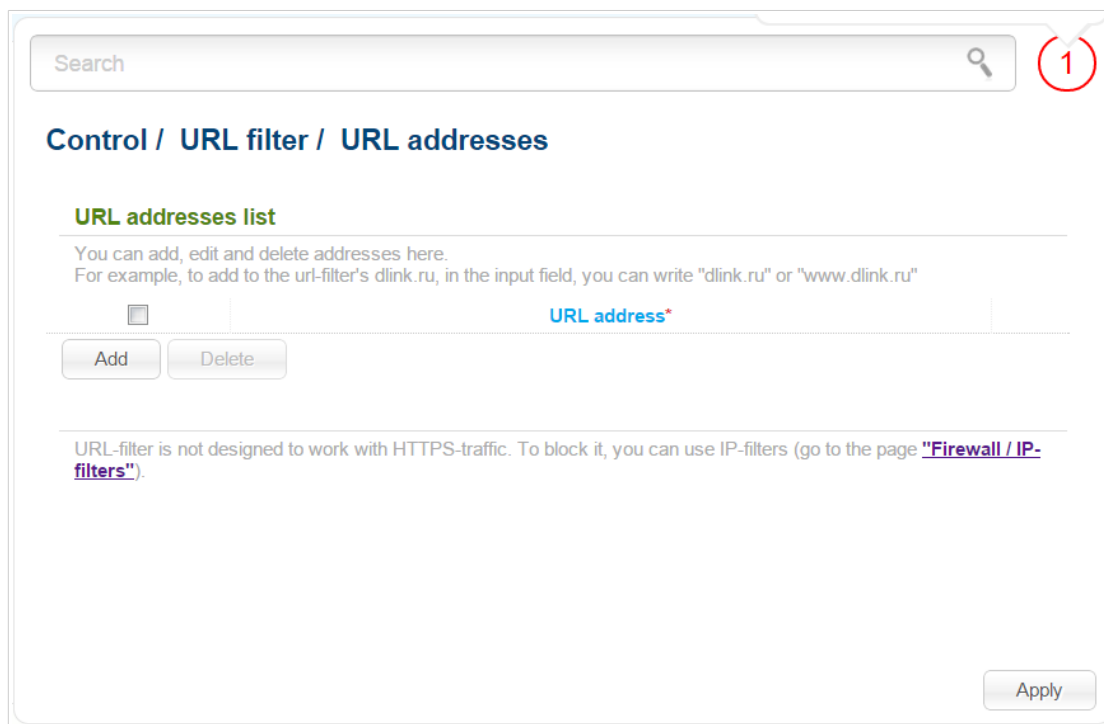 Search
1
Control / URL filter / URL addresses
URL addresses list
You can add, edit and delete addresses here.
For example, to add to the url-filter's dlink.ru, in the input field, you can write "dlink.ru" or "www.dlink.ru"
URL address*
Add Delete
URL-filter is not designed to work with HTTPS-traffic. To block it, you can use IP-filters (go to the page "Firewall / IP-
filters").
Apply